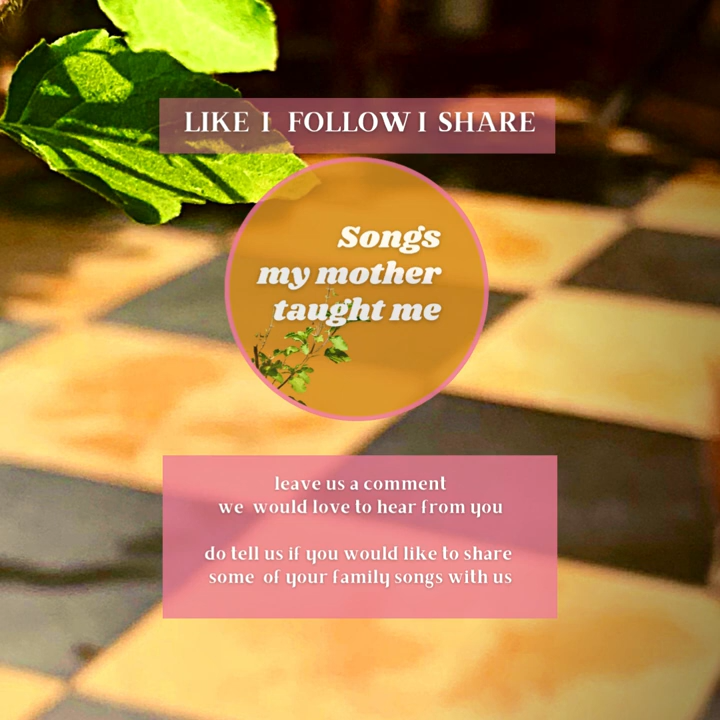 LIKE I FOLLOW I SHARE
Songs
my mother
taught me
leave us a comment
we would love to hear from you
do tell us if you would like to share
some of your family songs with us